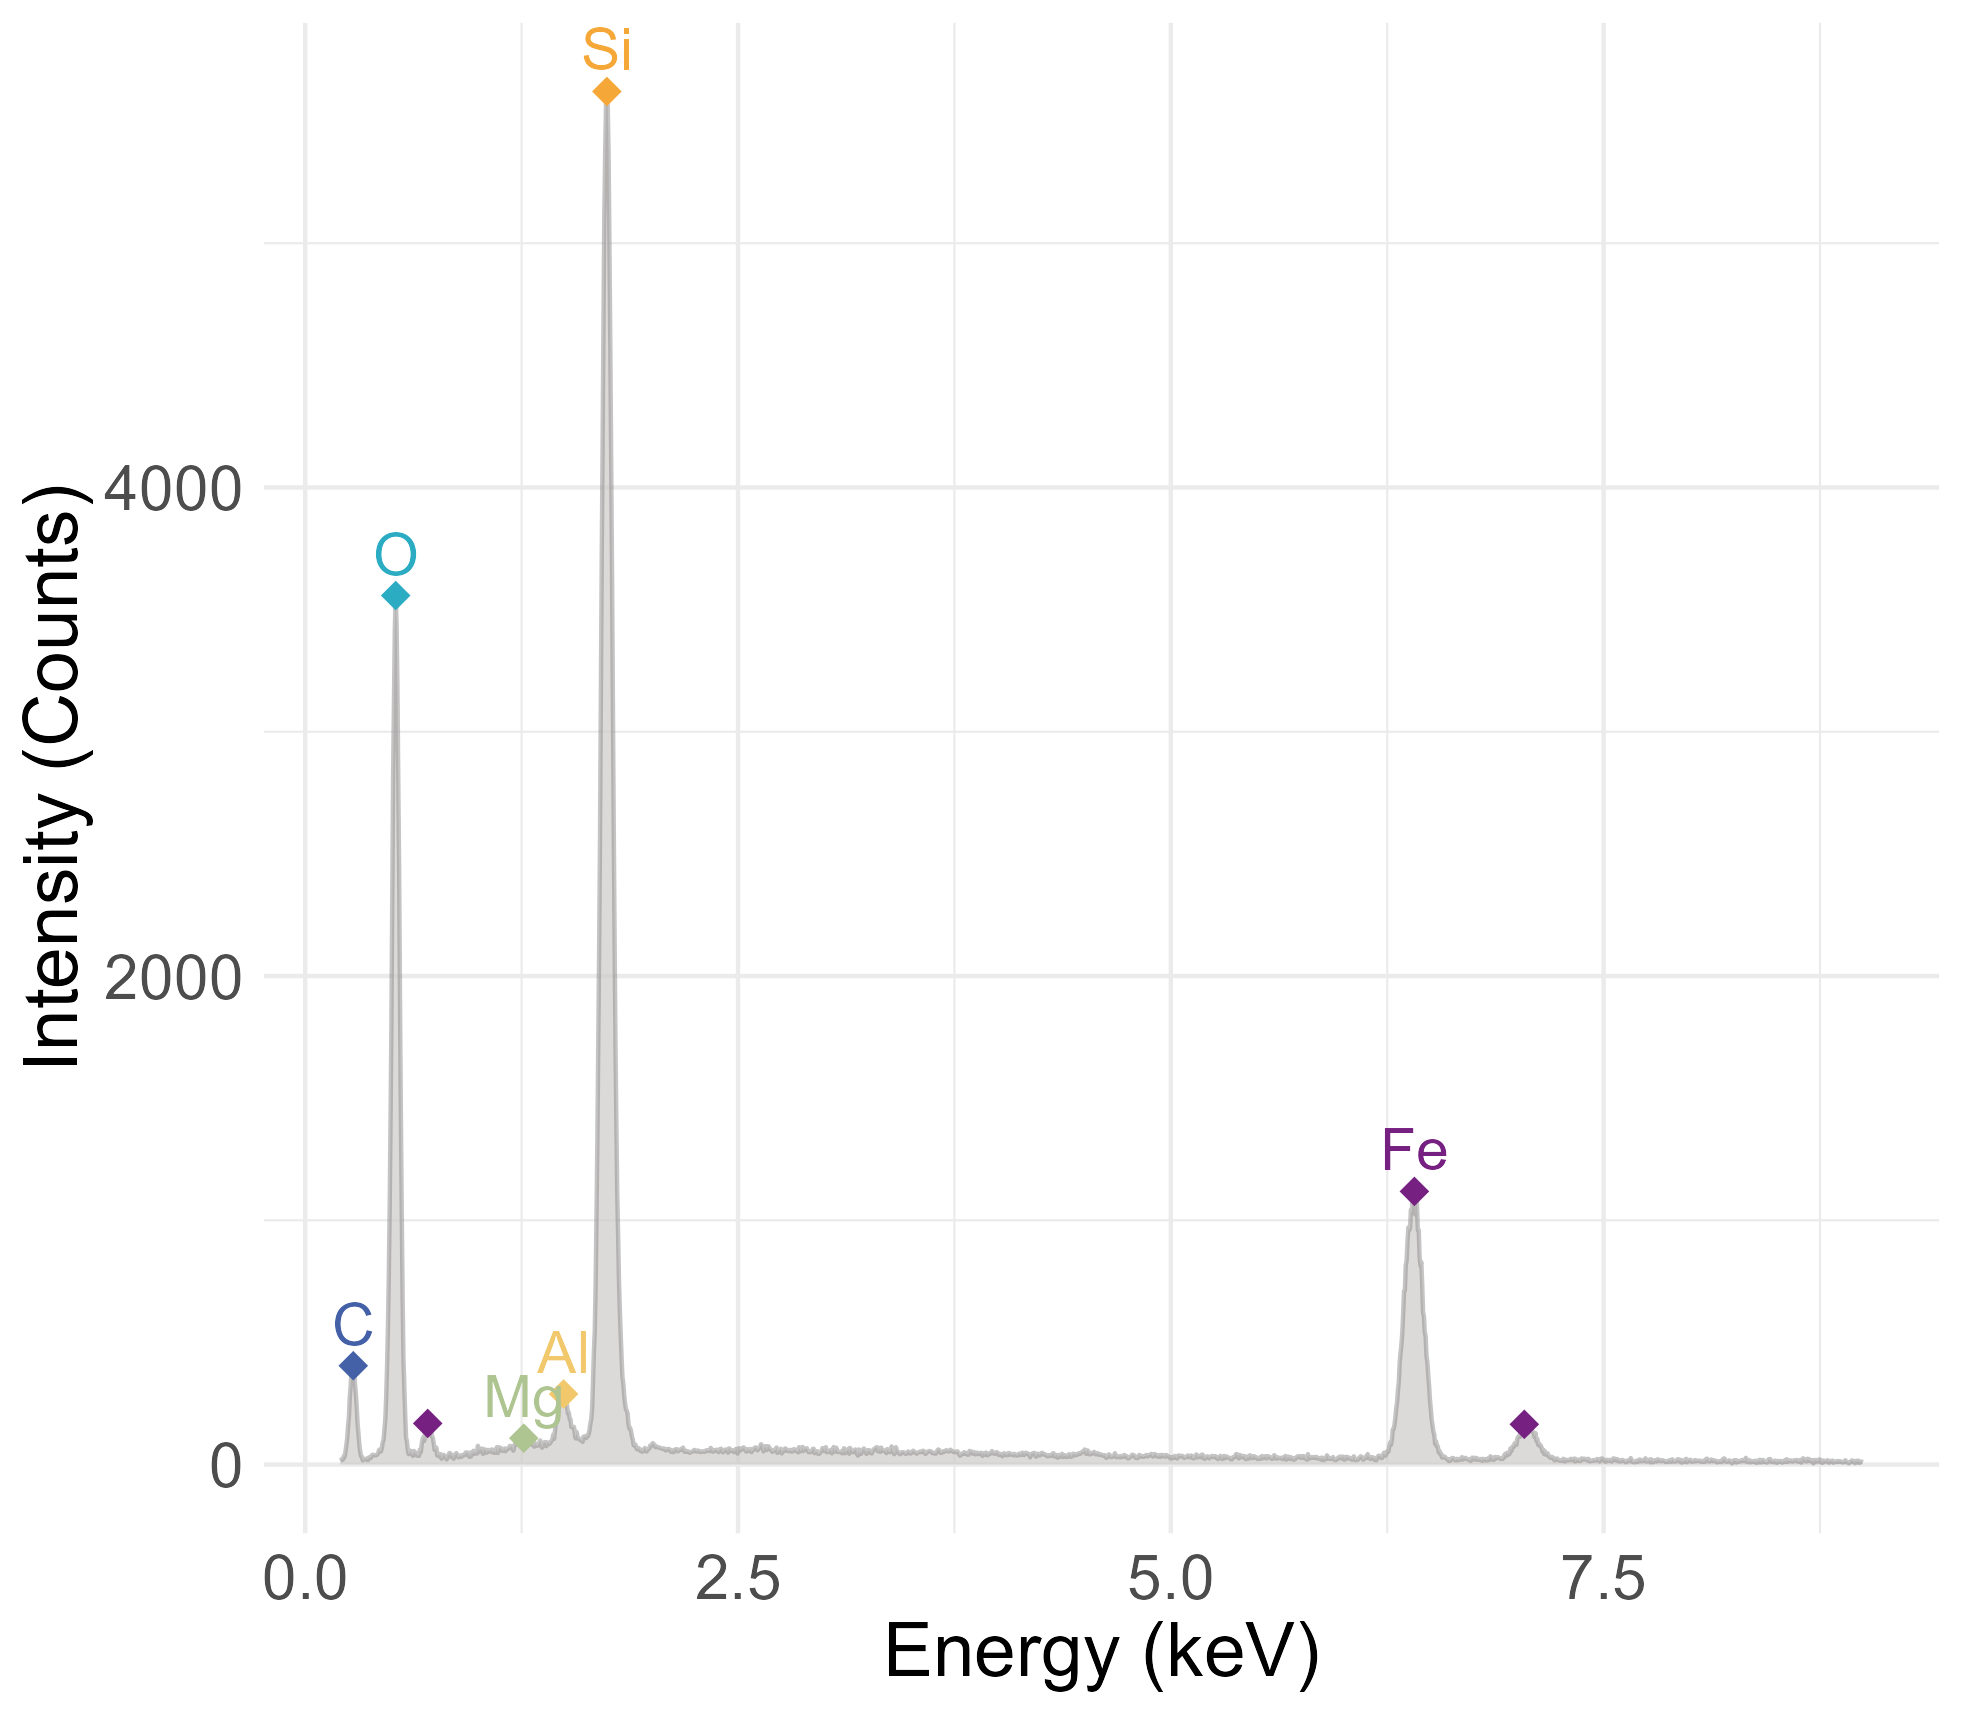 Si
4000
O
Intensity (Counts)
2000
Fe
C
Al
Mg
0
0.0 2.5 5.0 7.5
Energy (keV)